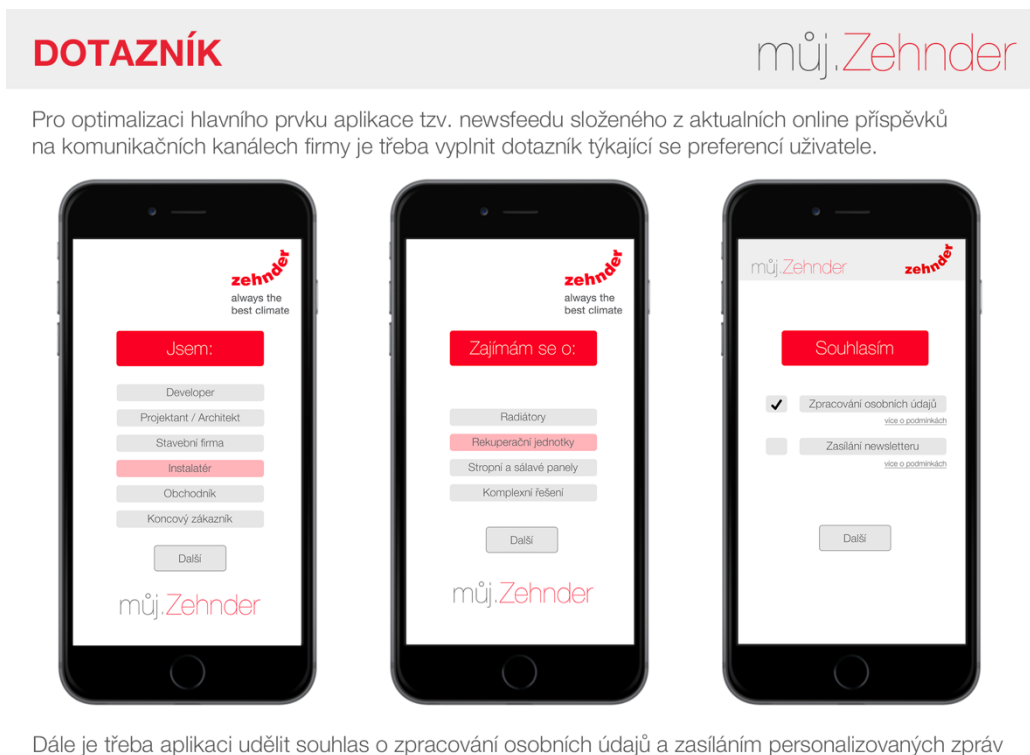 DOTAZNÍK
můj.Zehnder
Pro optimalizaci hlavního prvku aplikace tzv. newsfeedu složeného z aktualních online příspěvků
na komunikačních kanálech firmy je třeba vyplnit dotazník týkající se preferencí uživatele.
zehnder
always the
best climate
Jsem:
Developer
Projektant / Architekt
Stavební firma
Instalatér
Obchodník
Koncový zákazník
Další
můj.Zehnder
zehnder
always the
best climate
Zajímám se o:
Radiátory
Rekuperační jednotky
Stropní a sálavé panely
Komplexní řešení
Další
můj.Zehnder
můj.Zehnder
zehnder
Souhlasím
Zpracování osobních údajů
více o podmínkách
Zasílání newsletteru
více o podmínkách
Další
Dále je třeba aplikaci udělit souhlas o zpracování osobních údajů a zasíláním personalizovaných zpráv